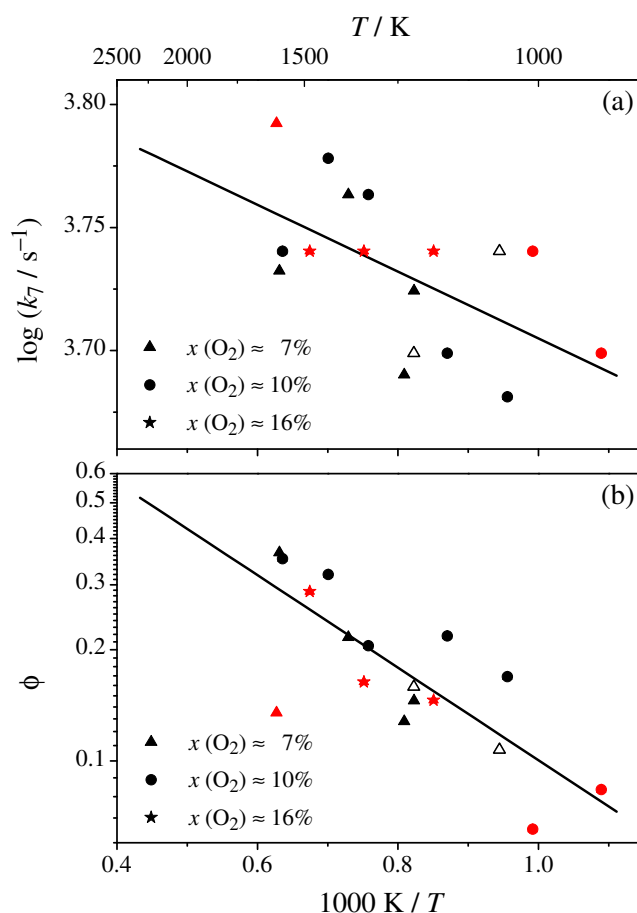 T / K
2500 2000 1500 1000
(a)
3.80
3.75
3.70
log (k₇ / s⁻¹)
x (O₂) ≈ 7%
x (O₂) ≈ 10%
x (O₂) ≈ 16%
(b)
0.6
0.5
0.4
0.3
0.2
0.1
ϕ
x (O₂) ≈ 7%
x (O₂) ≈ 10%
x (O₂) ≈ 16%
0.4 0.6 0.8 1.0
1000 K / T